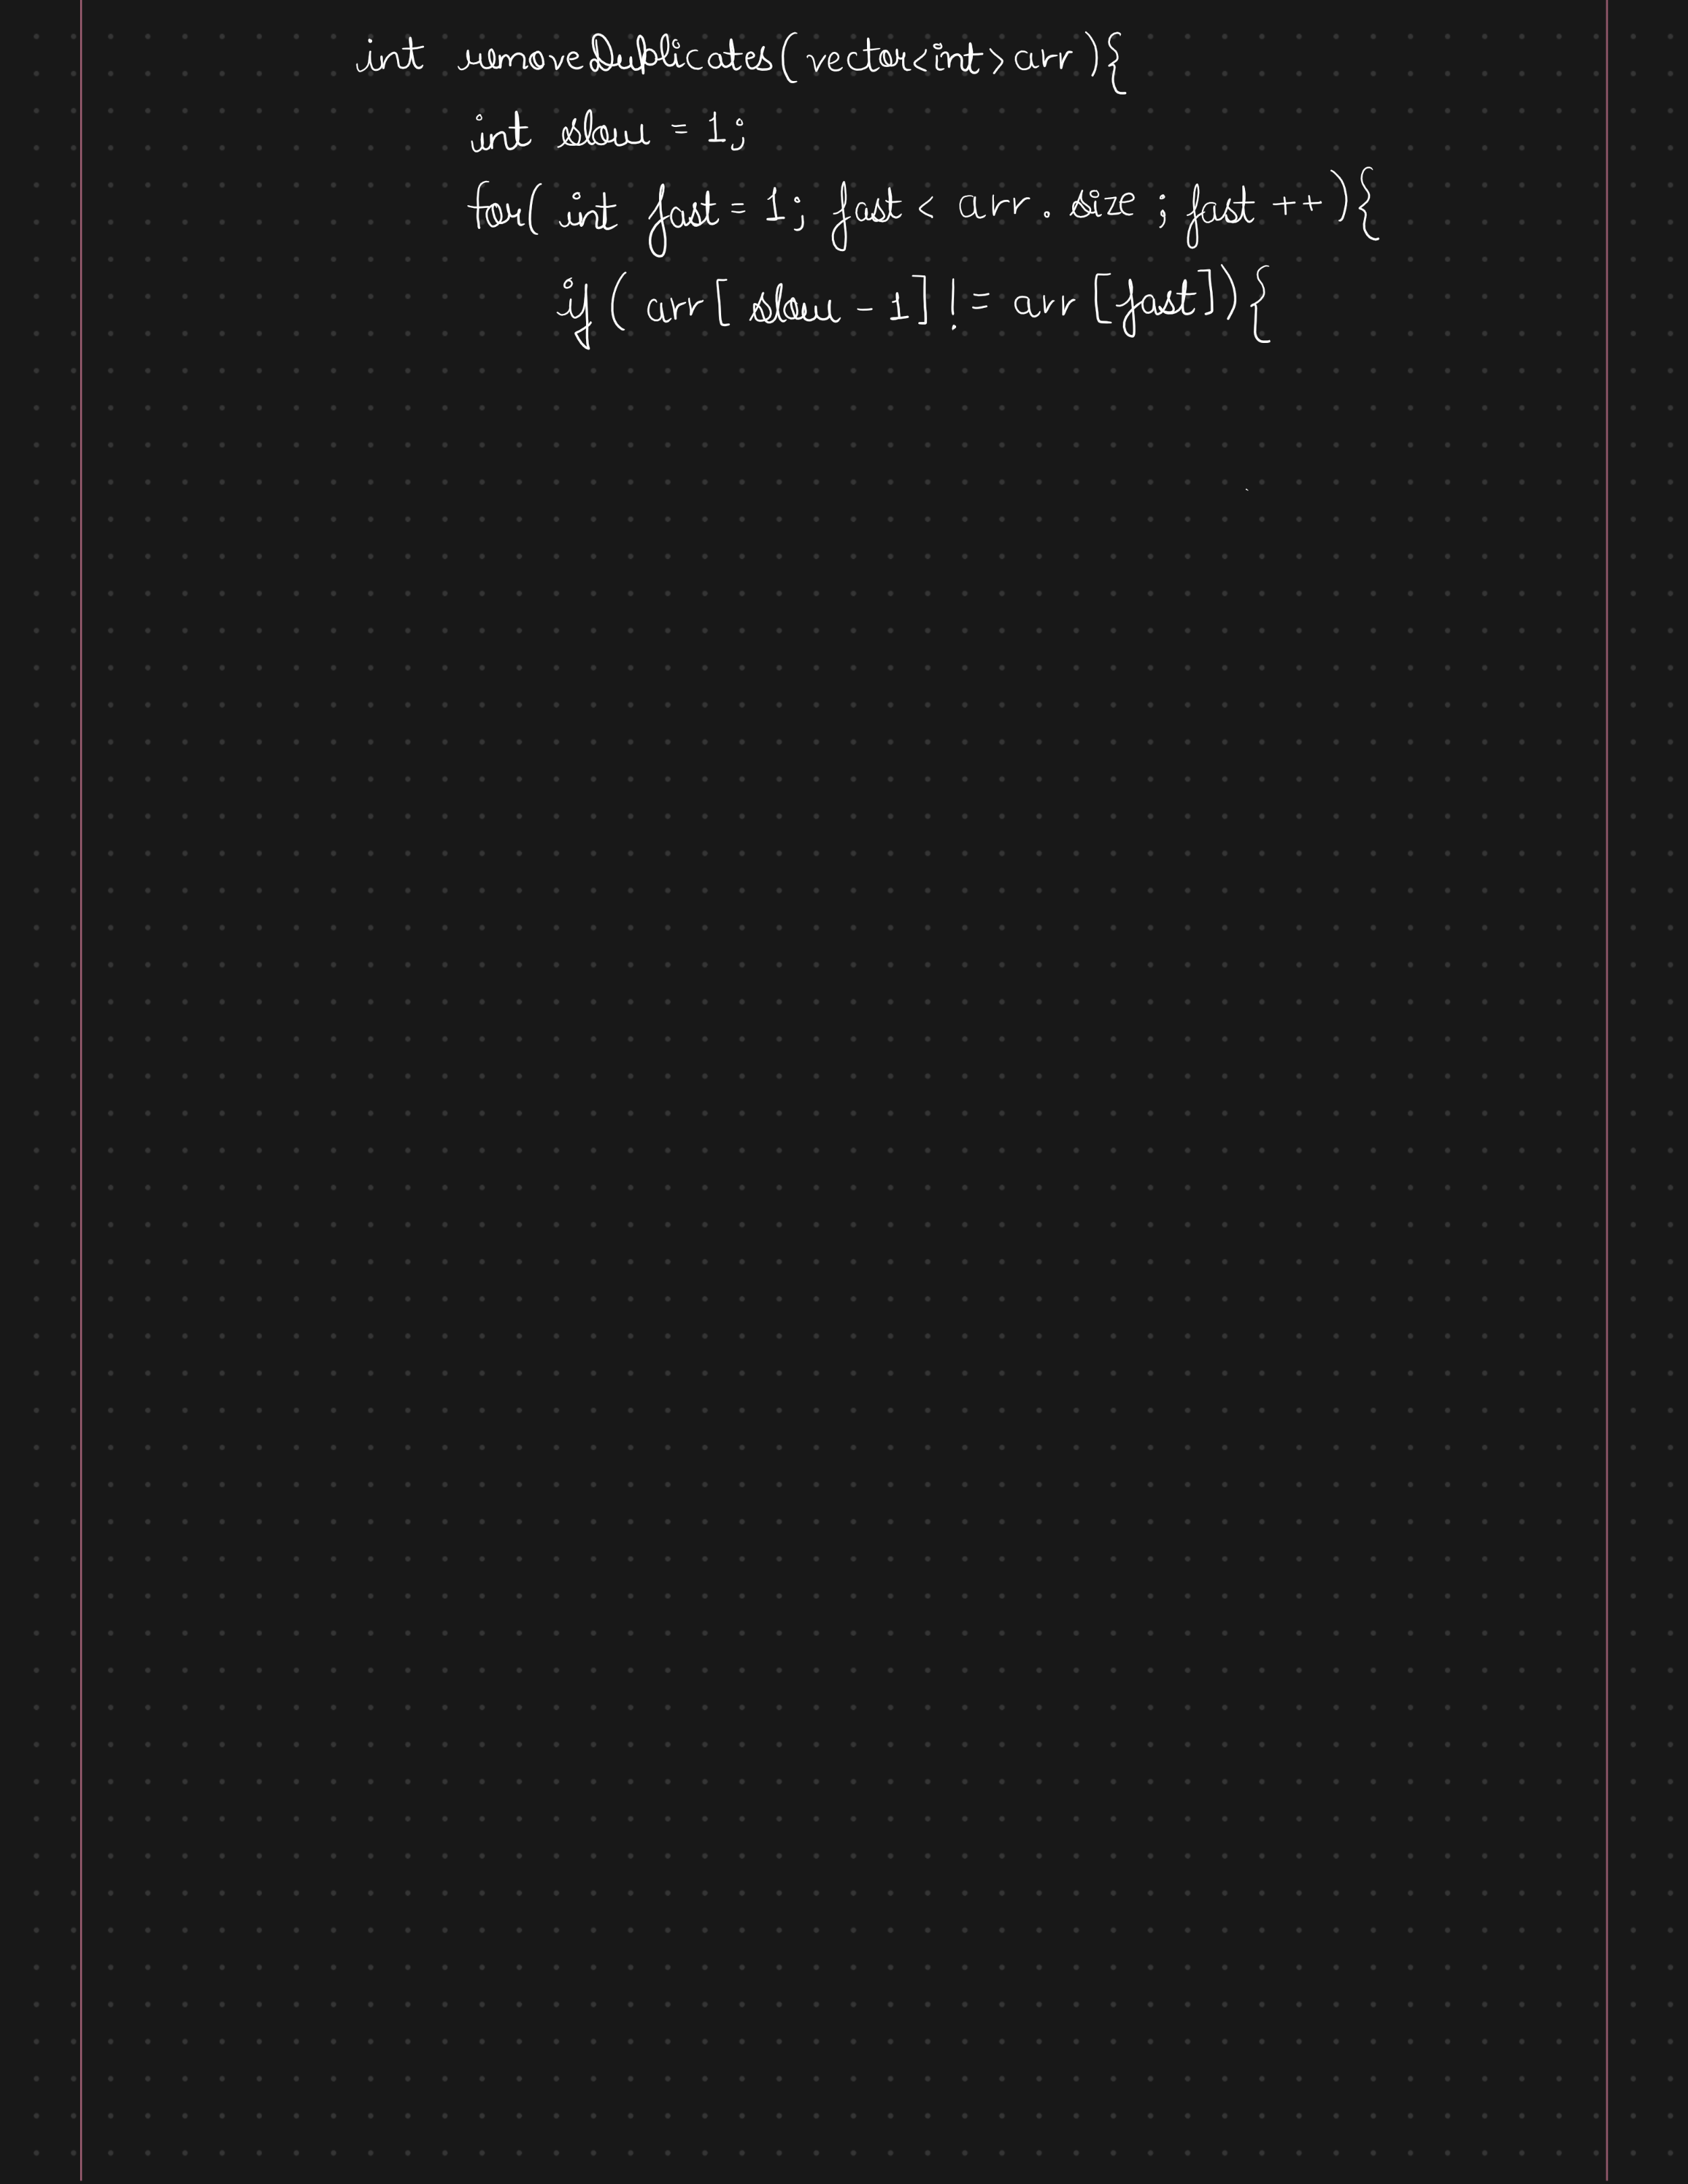 int removeDuplicates(vector<int>arr){
int slow = 1;
for(int fast = 1; fast < arr.size; fast ++){
if(arr[slow - 1] != arr[fast]){